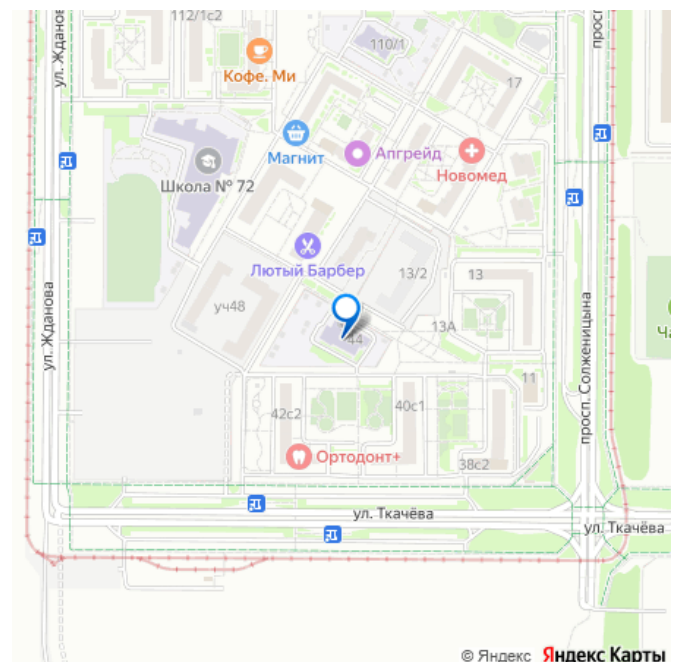 112/1с2
ул. Жданова
110/1
просп
Кофе. Ми
17
Магнит
Апгрейд
Новомед
Школа № 72
Лютый Барбер
13/2
13
уч48
13А
44
Ча
ул. Жданова
просп. Солженицына
11
42с2
40с1
Ортодонт+
38с2
ул. Ткачёва
ул. Ткачёва
© Яндекс Яндекс Карты